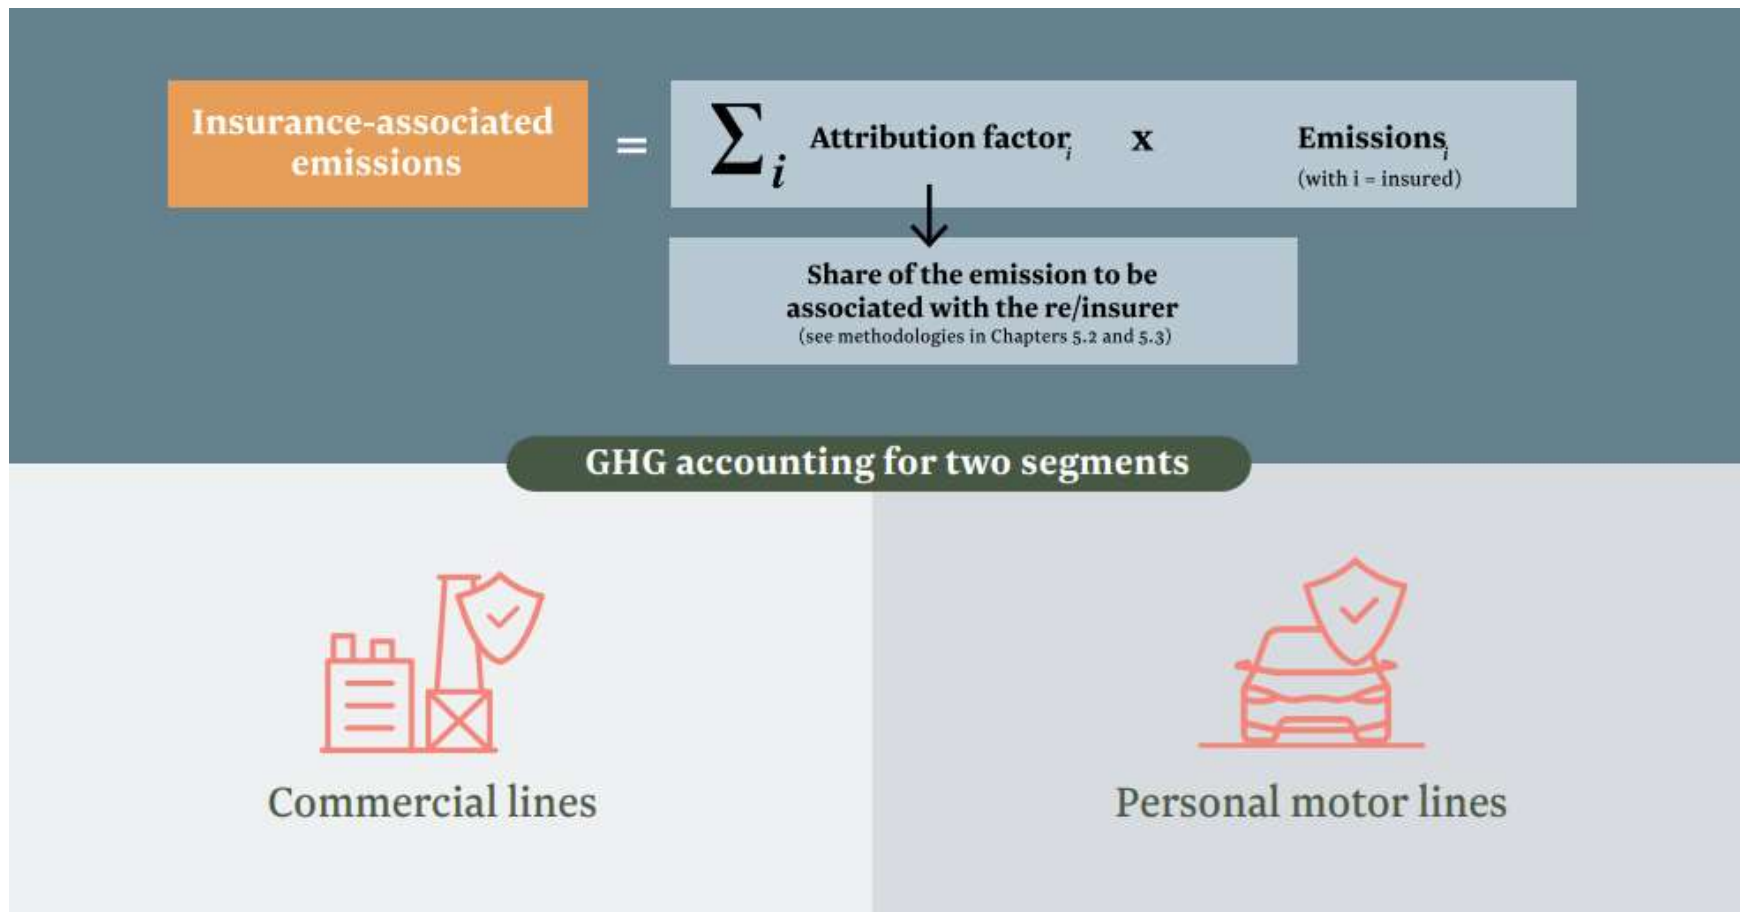 Insurance-associated
emissions
=
∑i Attribution factori x Emissionsi
(with i = insured)
Share of the emission to be
associated with the re/insurer
(see methodologies in Chapters 5.2 and 5.3)
GHG accounting for two segments
Commercial lines
Personal motor lines